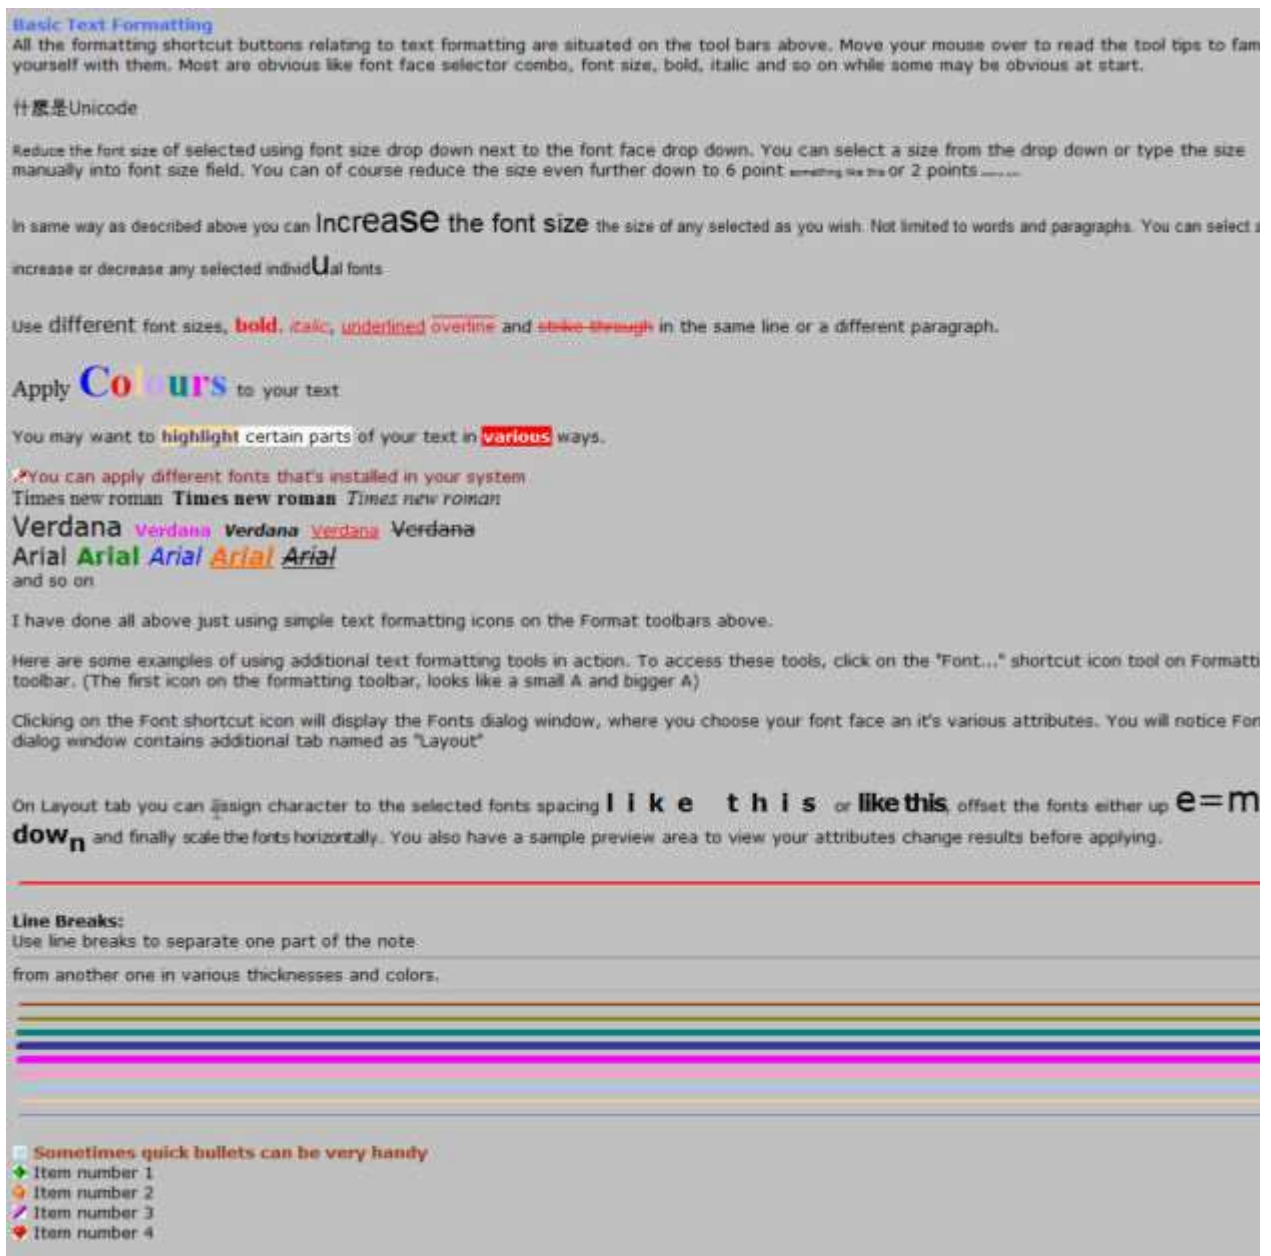 Basic Text Formatting
All the formatting shortcut buttons relating to text formatting are situated on the tool bars above. Move your mouse over to read the tool tips to fam
yourself with them. Most are obvious like font face selector combo, font size, bold, italic and so on while some may be obvious at start.
什麽是Unicode
Reduce the font size of selected using font size drop down next to the font face drop down. You can select a size from the drop down or type the size
manually into font size field. You can of course reduce the size even further down to 6 point something like this or 2 points
In same way as described above you can Increase the font size the size of any selected as you wish. Not limited to words and paragraphs. You can select
increase or decrease any selected individUal fonts
Use different font sizes, bold, italic, underlined overline and strike through in the same line or a different paragraph.
Apply Colours to your text
You may want to highlight certain parts of your text in various ways.
You can apply different fonts that's installed in your system
Times new roman Times new roman Times new roman
Verdana Verdana Verdana Verdana Verdana
Arial Arial Arial Arial Arial
and so on
I have done all above just using simple text formatting icons on the Format toolbars above.
Here are some examples of using additional text formatting tools in action. To access these tools, click on the "Font..." shortcut icon tool on Formatti
toolbar. (The first icon on the formatting toolbar, looks like a small A and bigger A)
Clicking on the Font shortcut icon will display the Fonts dialog window, where you choose your font face an it's various attributes. You will notice Fon
dialog window contains additional tab named as "Layout"
On Layout tab you can assign character to the selected fonts spacing l i k e t h i s or like this, offset the fonts either up e=m
down and finally scale the fonts horizontally. You also have a sample preview area to view your attributes change results before applying.
Line Breaks:
Use line breaks to separate one part of the note
from another one in various thicknesses and colors.
Sometimes quick bullets can be very handy
Item number 1
Item number 2
Item number 3
Item number 4